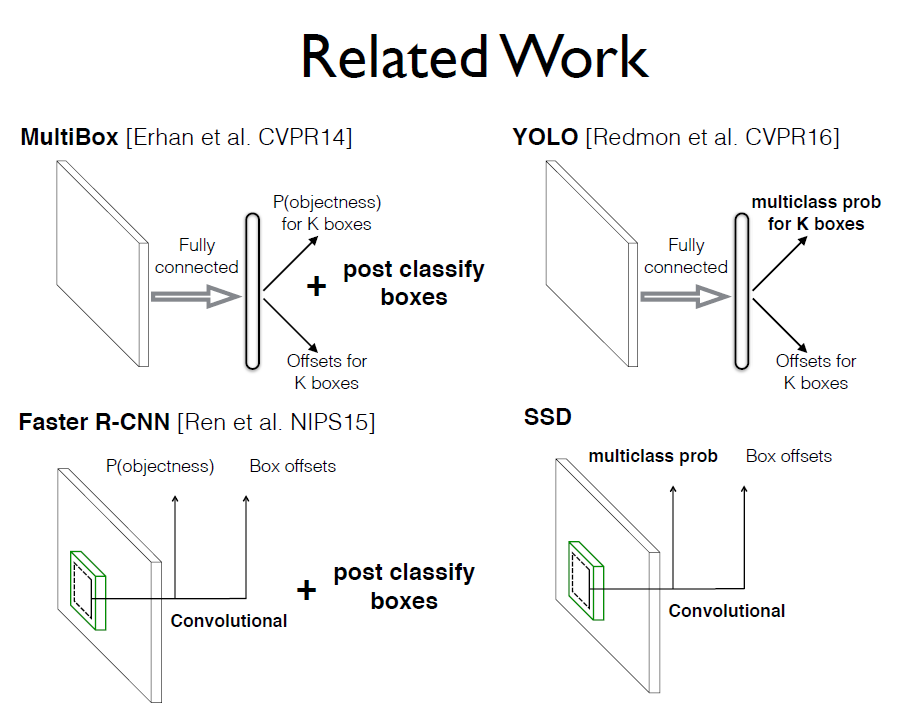 Related Work
MultiBox [Erhan et al. CVPR14]
P(objectness)
for K boxes
Fully
connected
+ post classify
boxes
Offsets for
K boxes
YOLO [Redmon et al. CVPR16]
multiclass prob
for K boxes
Fully
connected
Offsets for
K boxes
Faster R-CNN [Ren et al. NIPS15]
P(objectness) Box offsets
Convolutional
+ post classify
boxes
SSD
multiclass prob Box offsets
Convolutional